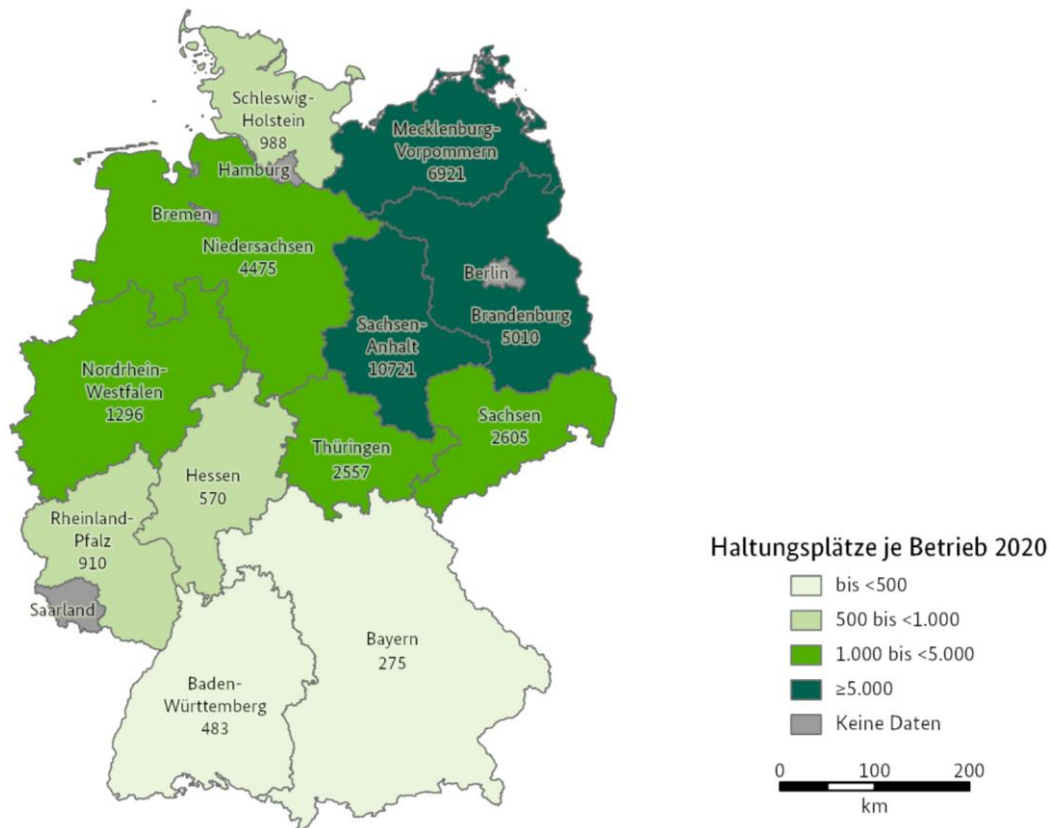 Schleswig-
Holstein
988
Mecklenburg-
Vorpommern
6921
Hamburg
Bremen
Niedersachsen
4475
Berlin
Brandenburg
5010
Sachsen-
Anhalt
10721
Nordrhein-
Westfalen
1296
Sachsen
2605
Thüringen
2557
Hessen
570
Rheinland-
Pfalz
910
Saarland
Bayern
275
Baden-
Württemberg
483
Haltungsplätze je Betrieb 2020
bis <500
500 bis <1.000
1.000 bis <5.000
≥5.000
Keine Daten
0 100 200
km